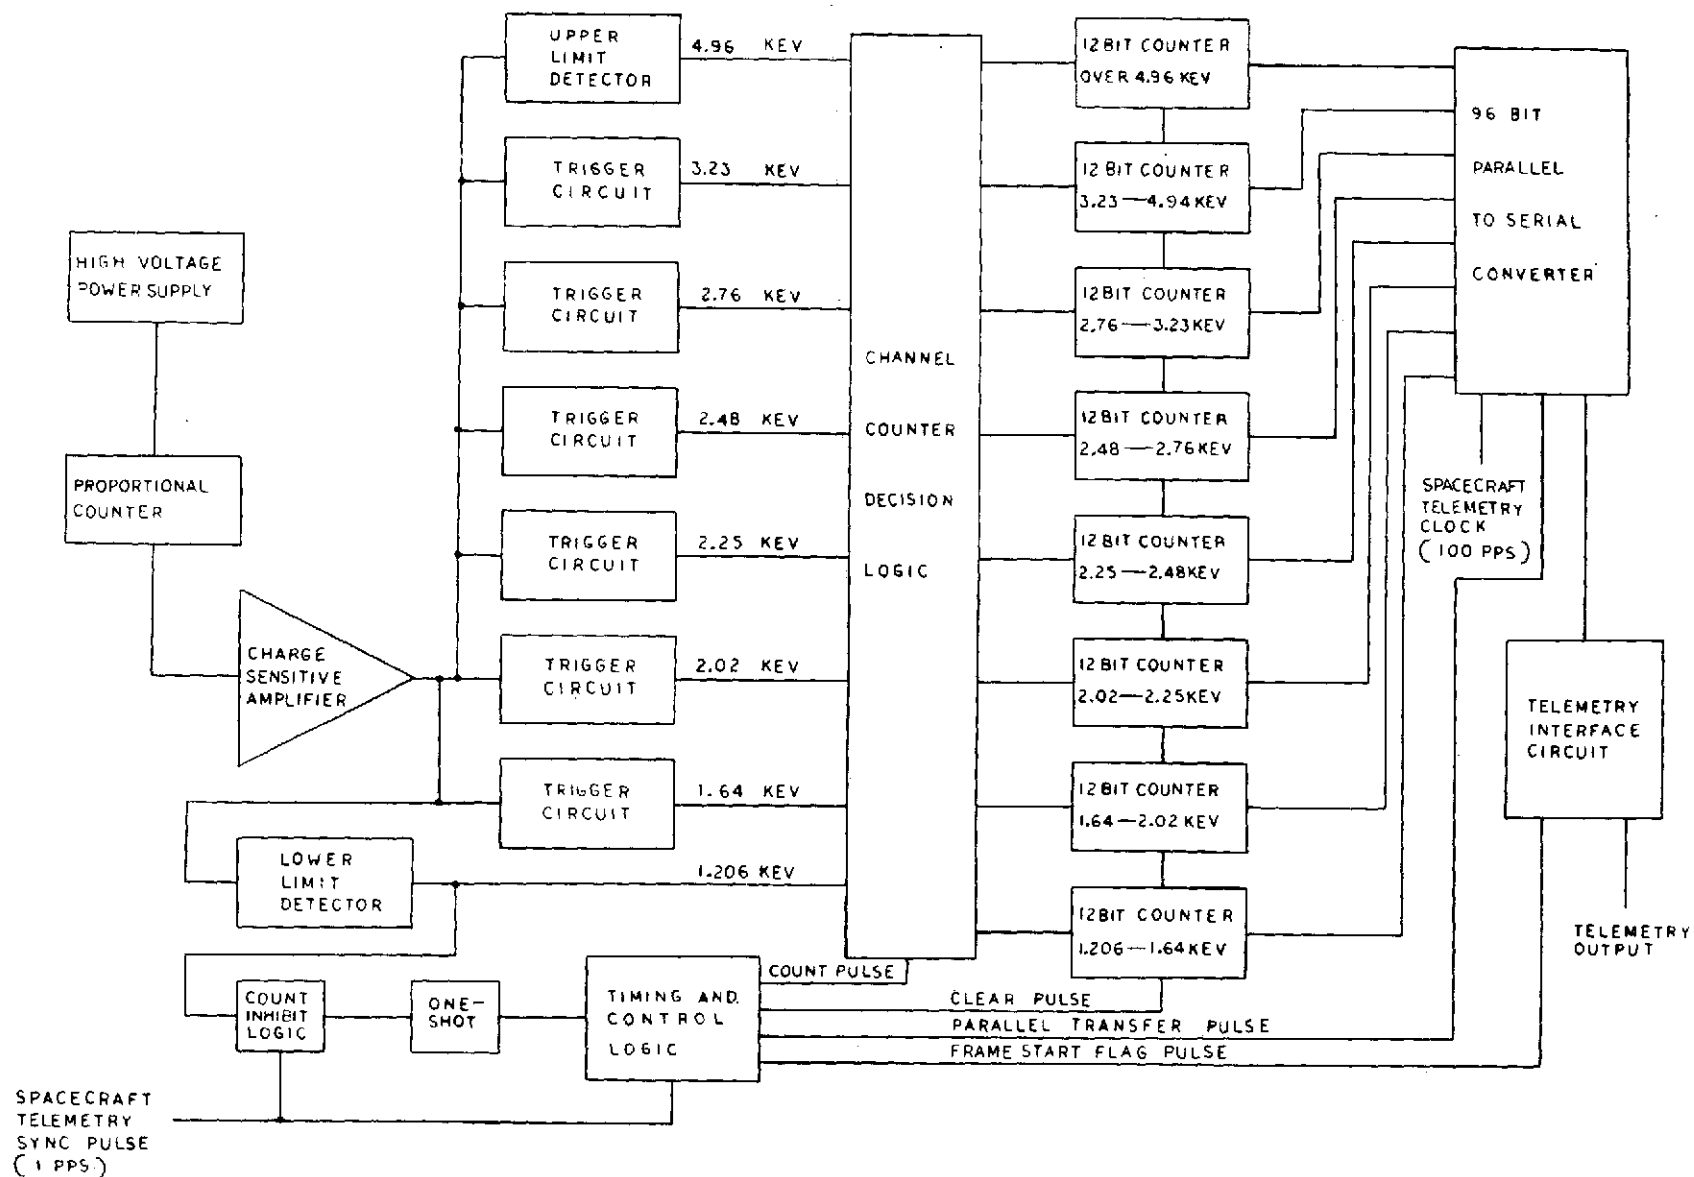 UPPER
LIMIT
DETECTOR
4.96 KEV
TRIGGER
CIRCUIT
3.23 KEV
TRIGGER
CIRCUIT
2.76 KEV
TRIGGER
CIRCUIT
2.48 KEV
TRIGGER
CIRCUIT
2.25 KEV
TRIGGER
CIRCUIT
2.02 KEV
TRIGGER
CIRCUIT
1.64 KEV
LOWER
LIMIT
DETECTOR
1.206 KEV
HIGH VOLTAGE
POWER SUPPLY
PROPORTIONAL
COUNTER
CHARGE
SENSITIVE
AMPLIFIER
CHANNEL
COUNTER
DECISION
LOGIC
12 BIT COUNTER
OVER 4.96 KEV
12 BIT COUNTER
3.23—4.94 KEV
12 BIT COUNTER
2.76—3.23 KEV
12 BIT COUNTER
2.48—2.76 KEV
12 BIT COUNTER
2.25—2.48 KEV
12 BIT COUNTER
2.02—2.25 KEV
12 BIT COUNTER
1.64—2.02 KEV
12 BIT COUNTER
1.206—1.64 KEV
96 BIT
PARALLEL
TO SERIAL
CONVERTER
SPACECRAFT
TELEMETRY
CLOCK
(100 PPS)
TELEMETRY
INTERFACE
CIRCUIT
TELEMETRY
OUTPUT
COUNT
INHIBIT
LOGIC
ONE-
SHOT
TIMING AND
CONTROL
LOGIC
COUNT PULSE
CLEAR PULSE
PARALLEL TRANSFER PULSE
FRAME START FLAG PULSE
SPACECRAFT
TELEMETRY
SYNC PULSE
(1 PPS.)